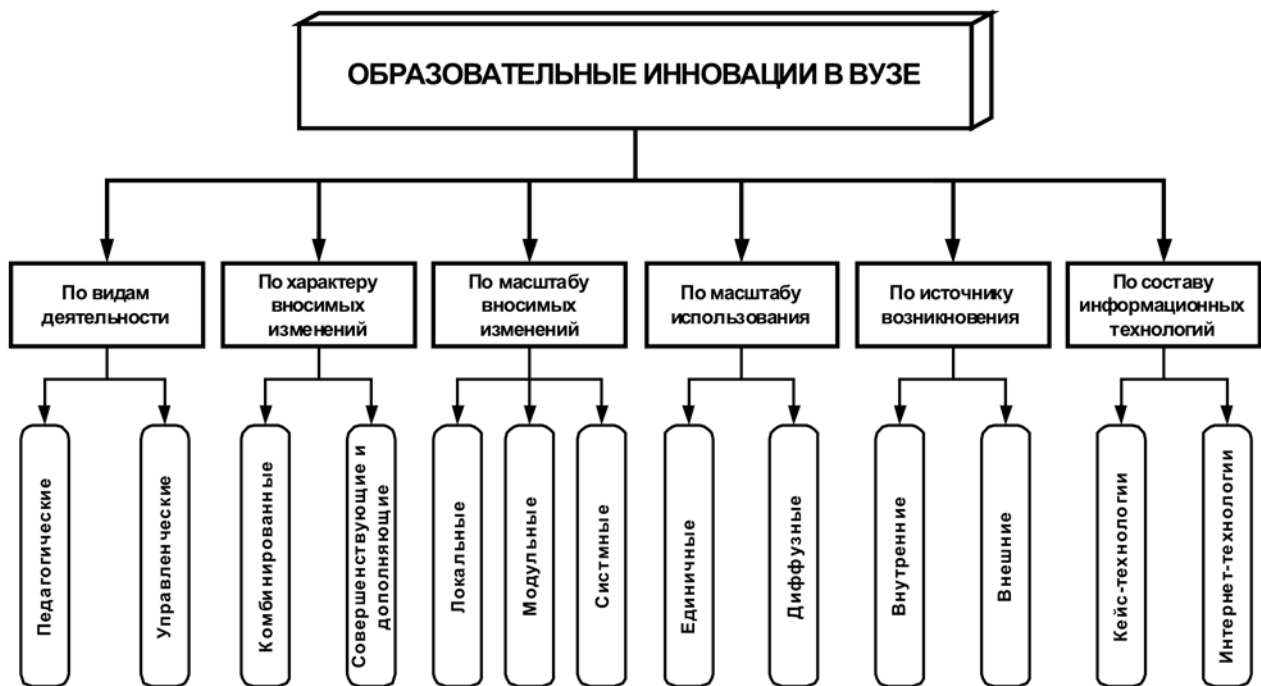 ОБРАЗОВАТЕЛЬНЫЕ ИННОВАЦИИ В ВУЗЕ
По видам
деятельности
По характеру
вносимых
изменений
По масштабу
вносимых
изменений
По масштабу
использования
По источнику
возникновения
По составу
информационных
технологий
Педагогические
Управленческие
Комбинированные
Совершенствующие и
дополняющие
Локальные
Модульные
Систмные
Единичные
Диффузные
Внутренние
Внешние
Кейс-технологии
Интернет-технологии